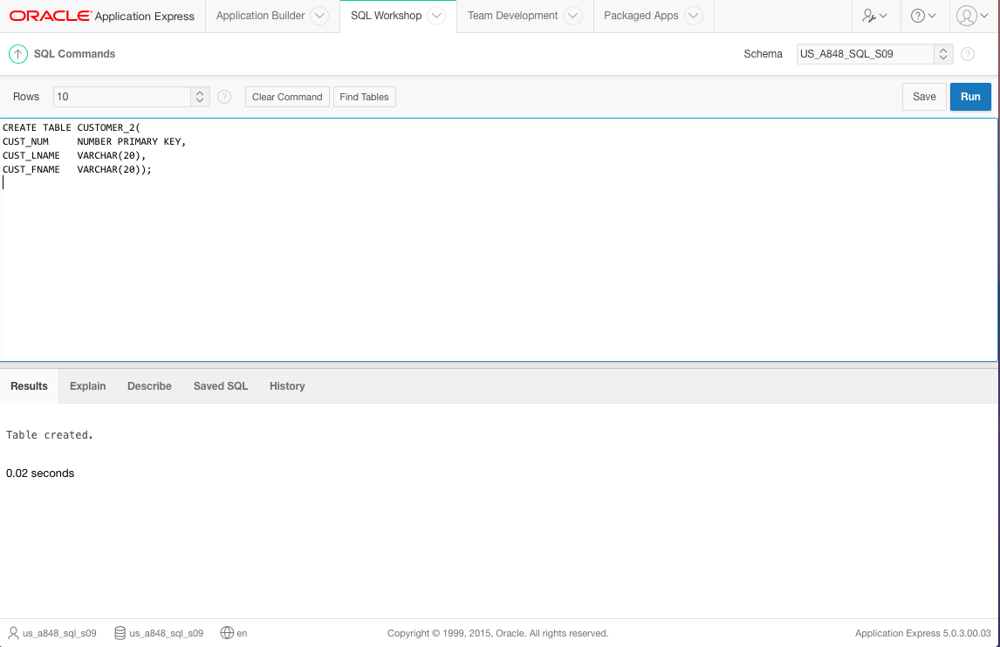 ORACLE Application Express Application Builder SQL Workshop Team Development Packaged Apps
SQL Commands Schema US_A848_SQL_S09 ?
Rows 10 ? Clear Command Find Tables Save Run
CREATE TABLE CUSTOMER_2(
CUST_NUM NUMBER PRIMARY KEY,
CUST_LNAME VARCHAR(20),
CUST_FNAME VARCHAR(20));
Results Explain Describe Saved SQL History
Table created.
0.02 seconds
us_a848_sql_s09 us_a848_sql_s09 en Copyright © 1999, 2015, Oracle. All rights reserved. Application Express 5.0.3.00.03